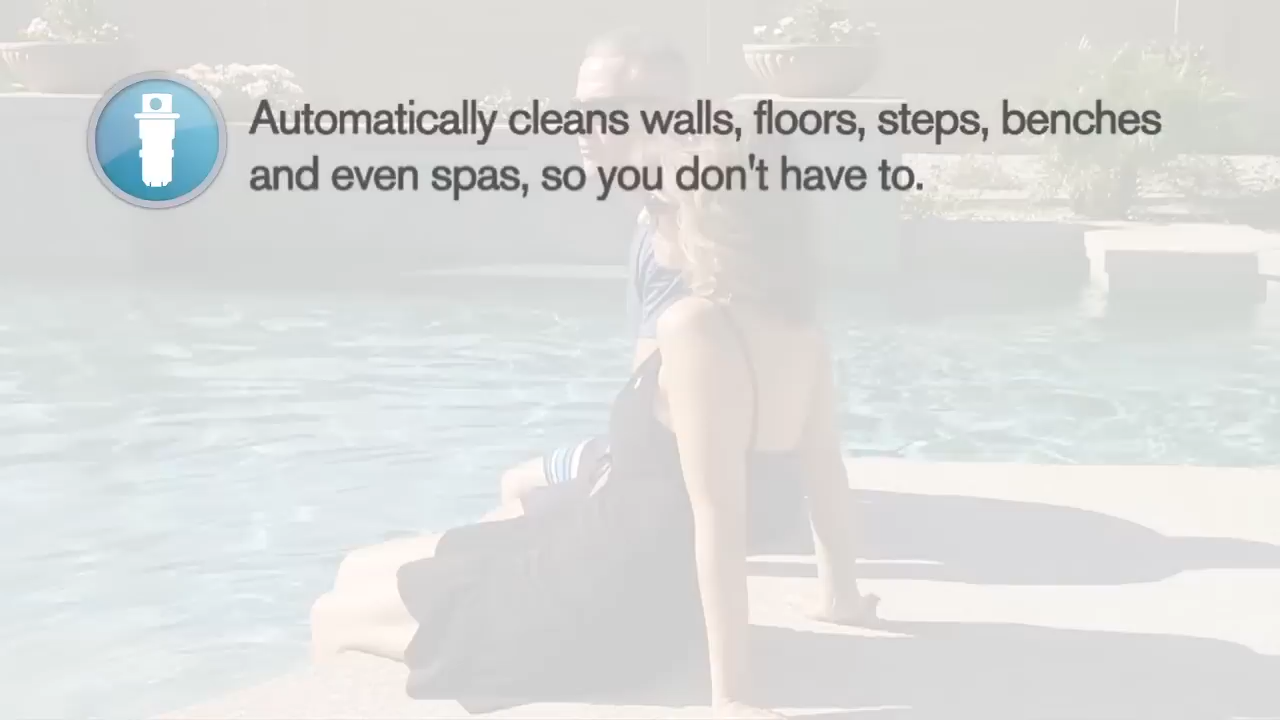 Automatically cleans walls, floors, steps, benches
and even spas, so you don't have to.